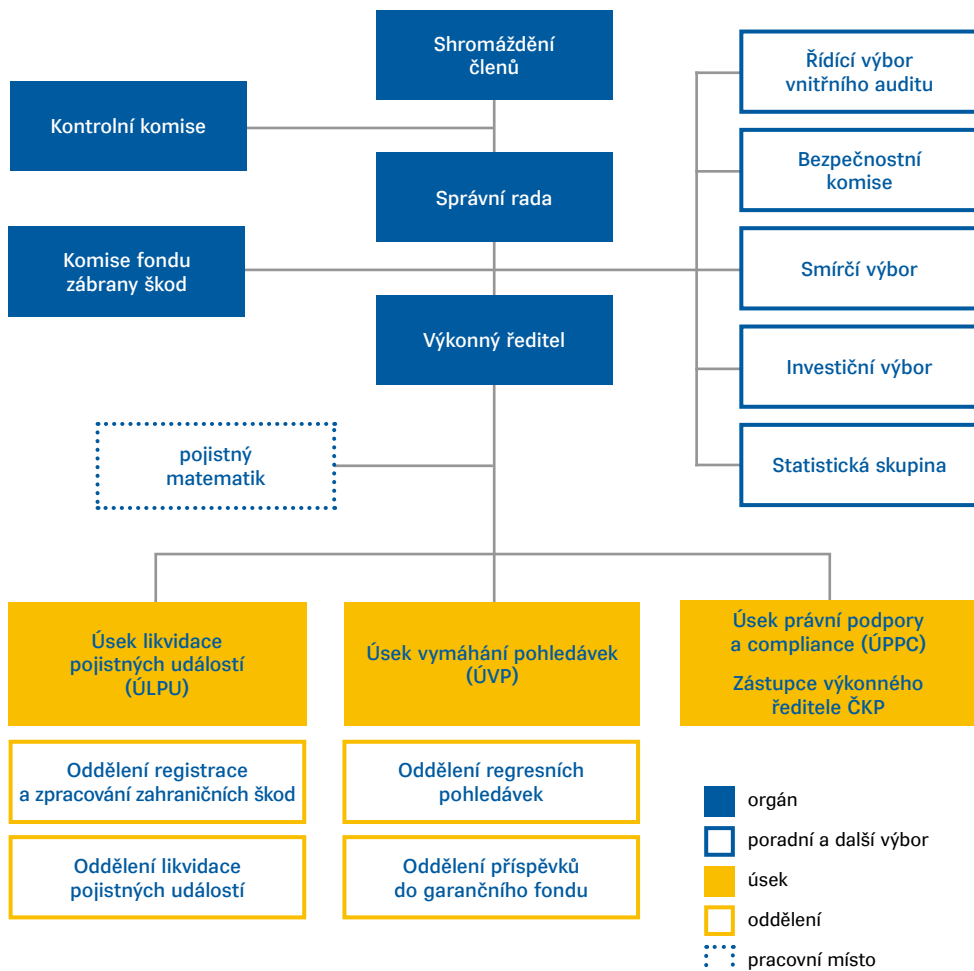 Shromáždění
členů
Kontrolní komise
Správní rada
Komise fondu
zábrany škod
Výkonný ředitel
Řídící výbor
vnitřního auditu
Bezpečnostní
komise
Smírčí výbor
Investiční výbor
Statistická skupina
pojistný
matematik
Úsek likvidace
pojistných událostí
(ÚLPU)
Úsek vymáhání pohledávek
(ÚVP)
Úsek právní podpory
a compliance (ÚPPC)
Zástupce výkonného
ředitele ČKP
Oddělení registrace
a zpracování zahraničních škod
Oddělení regresních
pohledávek
Oddělení likvidace
pojistných událostí
Oddělení příspěvků
do garančního fondu
orgán
poradní a další výbor
úsek
oddělení
pracovní místo